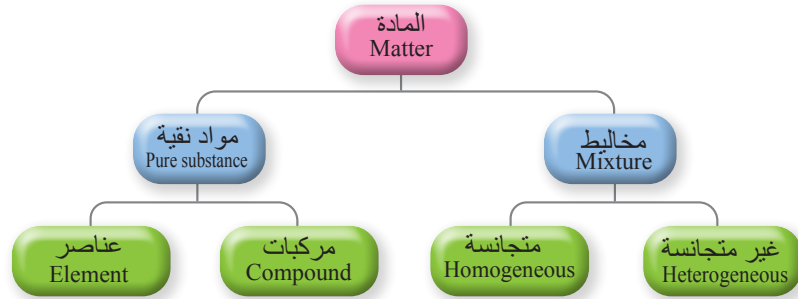 المادة
Matter
مواد نقية
Pure substance
مخاليط
Mixture
عناصر
Element
مركبات
Compound
متجانسة
Homogeneous
غير متجانسة
Heterogeneous